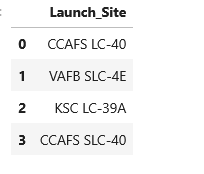 Launch_Site
0 CCAFS LC-40
1 VAFB SLC-4E
2 KSC LC-39A
3 CCAFS SLC-40